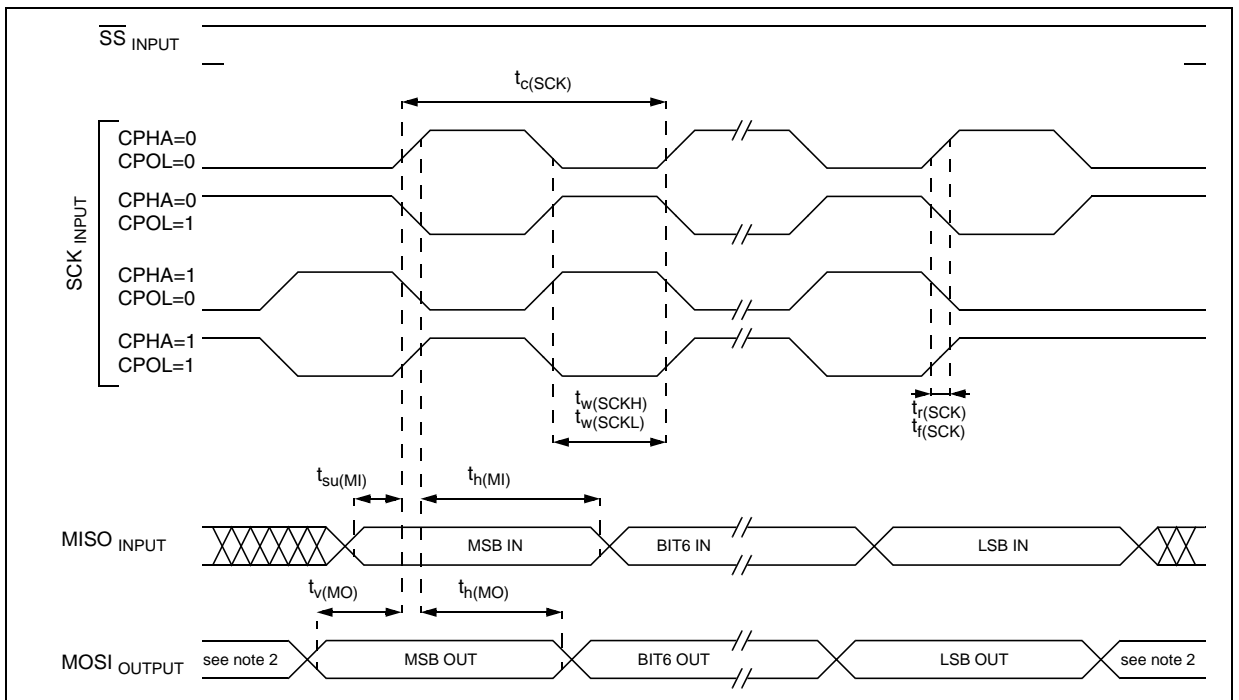 SS INPUT
tc(SCK)
SCK INPUT
CPHA=0
CPOL=0
CPHA=0
CPOL=1
CPHA=1
CPOL=0
CPHA=1
CPOL=1
tw(SCKH)
tw(SCKL)
tr(SCK)
tf(SCK)
tsu(MI)
th(MI)
MISO INPUT
MSB IN
BIT6 IN
LSB IN
tv(MO)
th(MO)
MOSI OUTPUT
see note 2
MSB OUT
BIT6 OUT
LSB OUT
see note 2